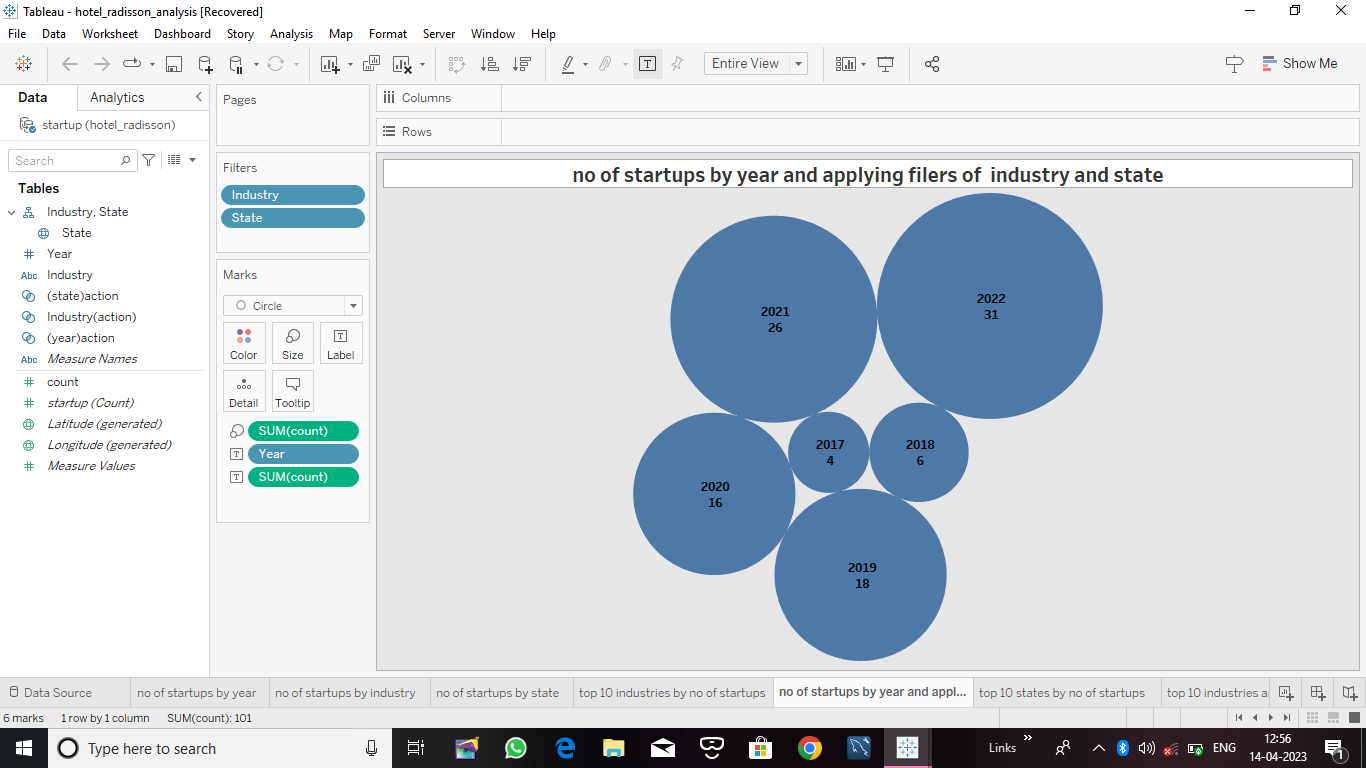 Tableau - hotel_radisson_analysis [Recovered]
File Data Worksheet Dashboard Story Analysis Map Format Server Window Help
Entire View
Show Me
Data Analytics
startup (hotel_radisson)
Search
Tables
Industry, State
State
# Year
Abc Industry
(state)action
Industry(action)
(year)action
Abc Measure Names
# count
# startup (Count)
Latitude (generated)
Longitude (generated)
# Measure Values
Pages
Filters
Industry
State
Marks
Circle
Color Size T Label
Detail Tooltip
SUM(count)
T Year
T SUM(count)
Columns
Rows
no of startups by year and applying filers of  industry and state
2021
26
2022
31
2017
4
2018
6
2020
16
2019
18
Data Source no of startups by year no of startups by industry no of startups by state top 10 industries by no of startups no of startups by year and appl... top 10 states by no of startups top 10 industries a
6 marks 1 row by 1 column SUM(count): 101
Type here to search
Links » ENG 12:56
14-04-2023
1